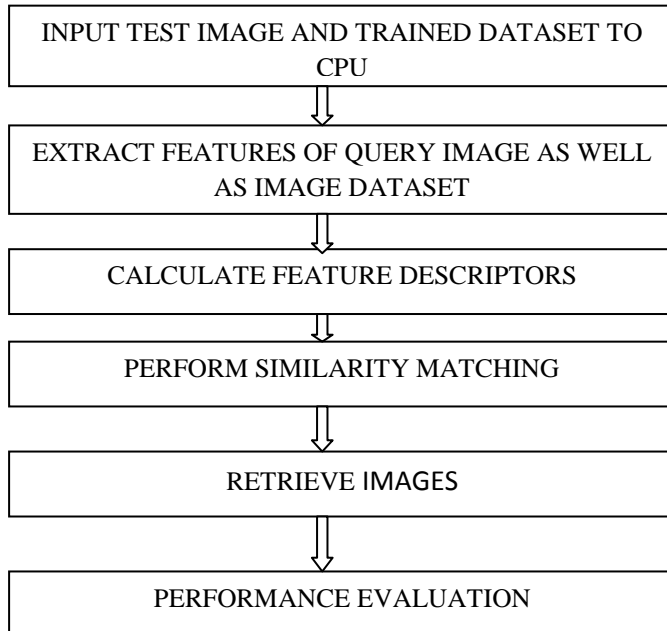 INPUT TEST IMAGE AND TRAINED DATASET TO
CPU
EXTRACT FEATURES OF QUERY IMAGE AS WELL
AS IMAGE DATASET
CALCULATE FEATURE DESCRIPTORS
PERFORM SIMILARITY MATCHING
RETRIEVE IMAGES
PERFORMANCE EVALUATION